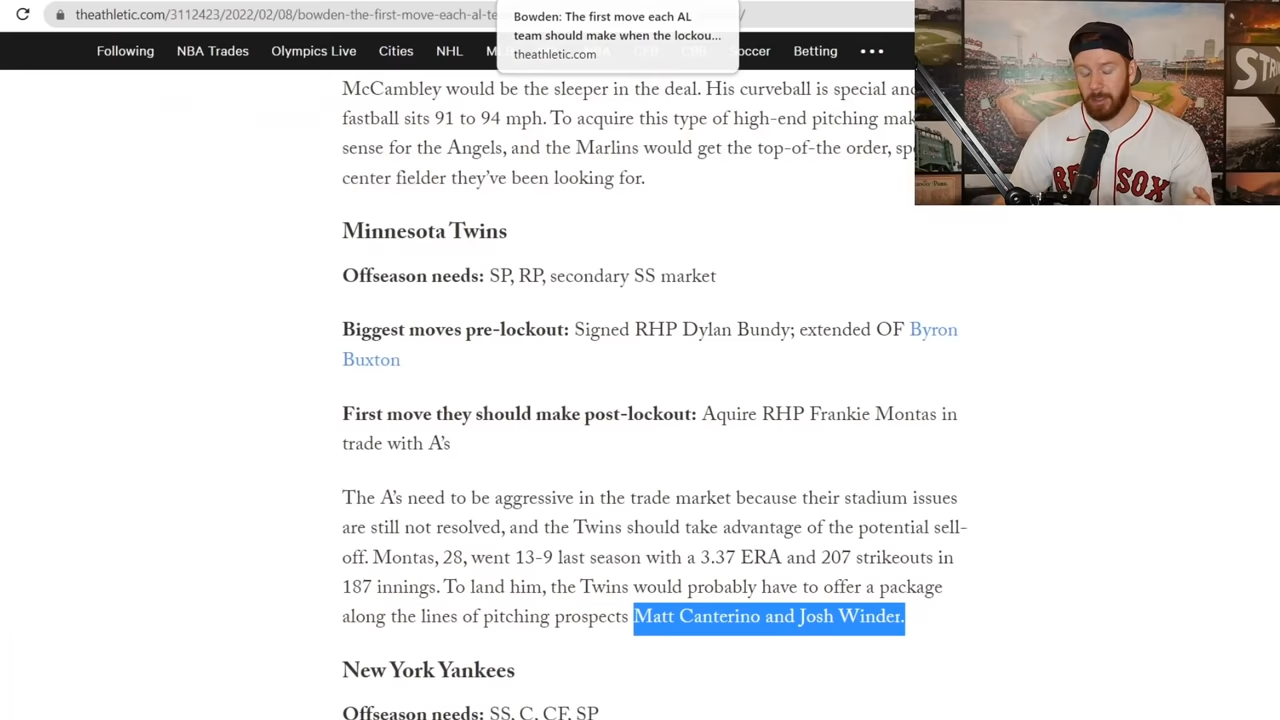 theathletic.com/3112423/2022/02/08/bowden-the-first-move-each-al-te
Bowden: The first move each AL
team should make when the lockou...
theathletic.com
Following NBA Trades Olympics Live Cities NHL Soccer Betting •••
McCambley would be the sleeper in the deal. His curveball is special and
fastball sits 91 to 94 mph. To acquire this type of high-end pitching mak
sense for the Angels, and the Marlins would get the top-of-the order, sp
center fielder they've been looking for.
RED SOX
Minnesota Twins
Offseason needs: SP, RP, secondary SS market
Biggest moves pre-lockout: Signed RHP Dylan Bundy; extended OF Byron
Buxton
First move they should make post-lockout: Aquire RHP Frankie Montas in
trade with A's
The A's need to be aggressive in the trade market because their stadium issues
are still not resolved, and the Twins should take advantage of the potential sell-
off. Montas, 28, went 13-9 last season with a 3.37 ERA and 207 strikeouts in
187 innings. To land him, the Twins would probably have to offer a package
along the lines of pitching prospects Matt Canterino and Josh Winder.
New York Yankees
Offseason needs: SS, C, CF, SP